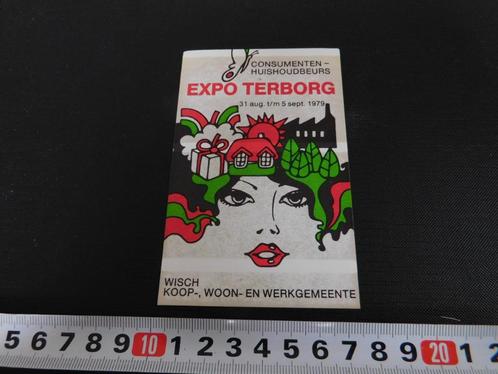 CONSUMENTEN -
HUISHOUDBEURS
EXPO TERBORG
31 aug. t/m 5 sept. 1979
WISCH
KOOP-, WOON- EN WERKGEMEENTE
5 6 7 8 9 10 1 2 3 4 5 6 7 8 9 20 1 2